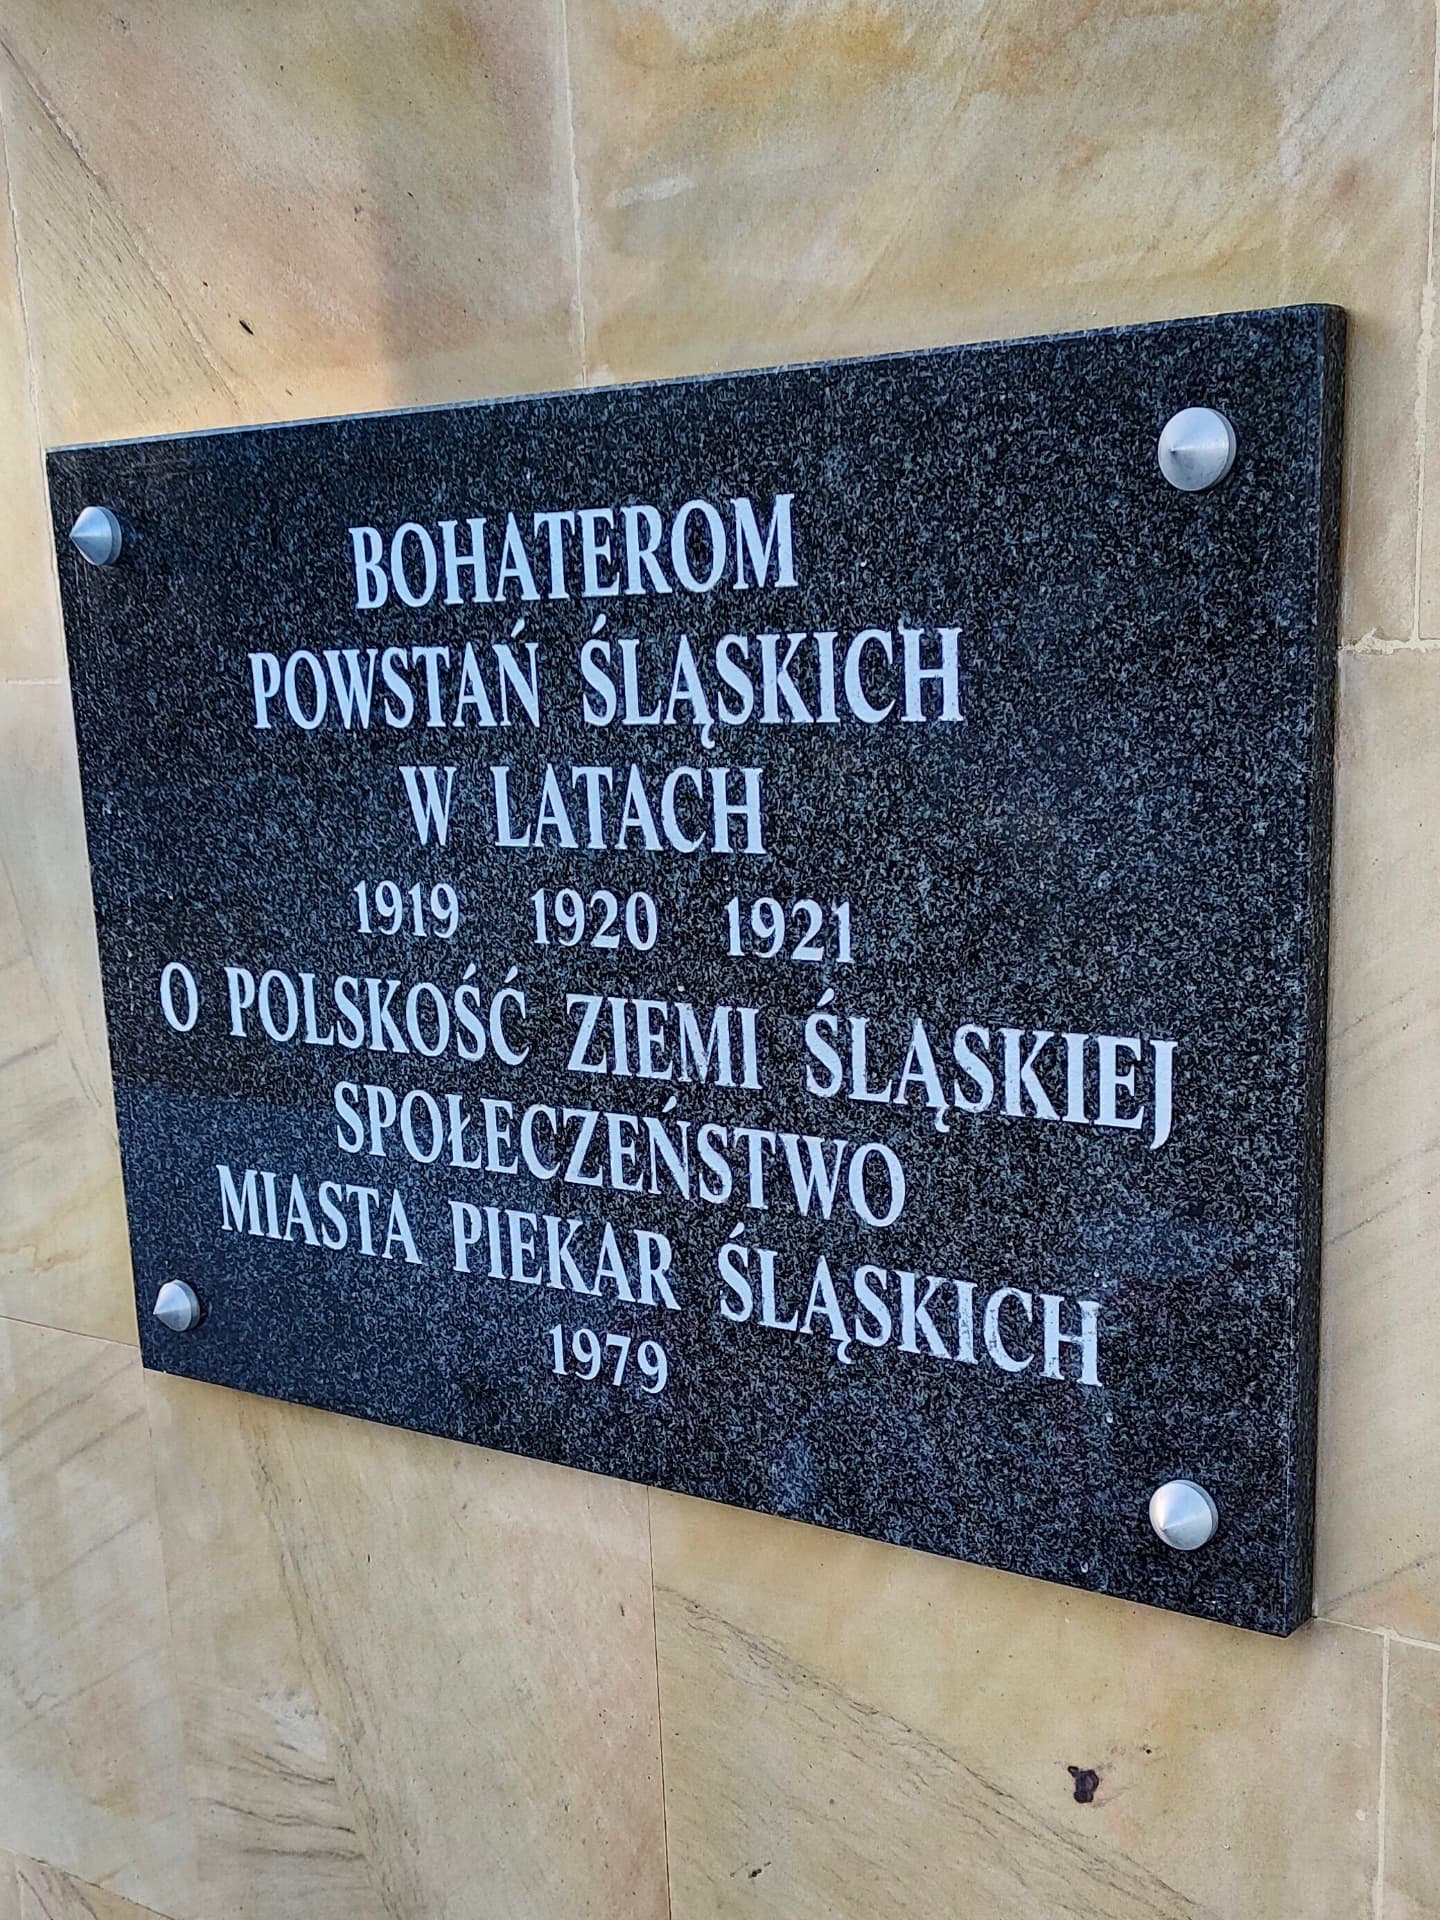 BOHATEROM
POWSTAŃ ŚLĄSKICH
W LATACH
1919 1920 1921
O POLSKOŚĆ ZIEMI ŚLĄSKIEJ
SPOŁECZEŃSTWO
MIASTA PIEKAR ŚLĄSKICH
1979